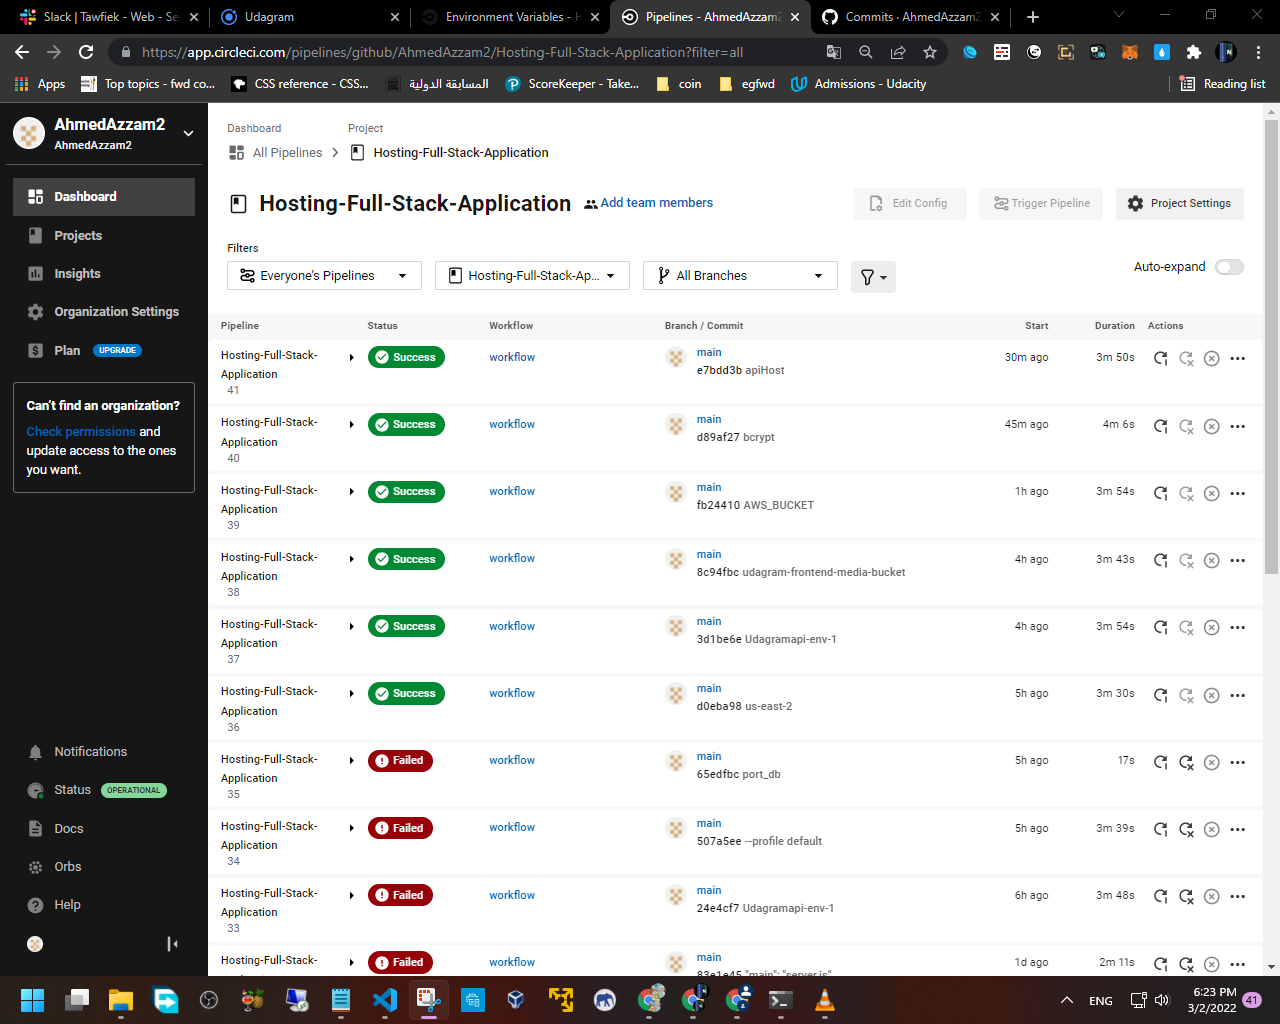 Slack | Tawfiek - Web - Se
Udagram
Environment Variables - H
Pipelines - AhmedAzzam2
Commits · AhmedAzzam2
https://app.circleci.com/pipelines/github/AhmedAzzam2/Hosting-Full-Stack-Application?filter=all
Apps
Top topics - fwd co...
CSS reference - CSS...
المسابقة الدولية
ScoreKeeper - Take...
coin
egfwd
Admissions - Udacity
Reading list
AhmedAzzam2
AhmedAzzam2
Dashboard
Projects
Insights
Organization Settings
Plan UPGRADE
Can't find an organization?
Check permissions and
update access to the ones
you want.
Notifications
Status OPERATIONAL
Docs
Orbs
Help
Dashboard Project
All Pipelines Hosting-Full-Stack-Application
Hosting-Full-Stack-Application Add team members
Edit Config Trigger Pipeline Project Settings
Filters
Everyone's Pipelines Hosting-Full-Stack-Ap... All Branches
Auto-expand
Pipeline Status Workflow Branch / Commit Start Duration Actions
Hosting-Full-Stack-
Application
41
Success workflow
main
e7bdd3b apiHost
30m ago 3m 50s
Hosting-Full-Stack-
Application
40
Success workflow
main
d89af27 bcrypt
45m ago 4m 6s
Hosting-Full-Stack-
Application
39
Success workflow
main
fb24410 AWS_BUCKET
1h ago 3m 54s
Hosting-Full-Stack-
Application
38
Success workflow
main
8c94fbc udagram-frontend-media-bucket
4h ago 3m 43s
Hosting-Full-Stack-
Application
37
Success workflow
main
3d1be6e Udagramapi-env-1
4h ago 3m 54s
Hosting-Full-Stack-
Application
36
Success workflow
main
d0eba98 us-east-2
5h ago 3m 30s
Hosting-Full-Stack-
Application
35
Failed workflow
main
65edfbc port_db
5h ago 17s
Hosting-Full-Stack-
Application
34
Failed workflow
main
507a5ee --profile default
5h ago 3m 39s
Hosting-Full-Stack-
Application
33
Failed workflow
main
24e4cf7 Udagramapi-env-1
6h ago 3m 48s
Hosting-Full-Stack-
Failed workflow
main
83e1e45 "main": "server.js"
1d ago 2m 11s
ENG
6:23 PM
3/2/2022
41